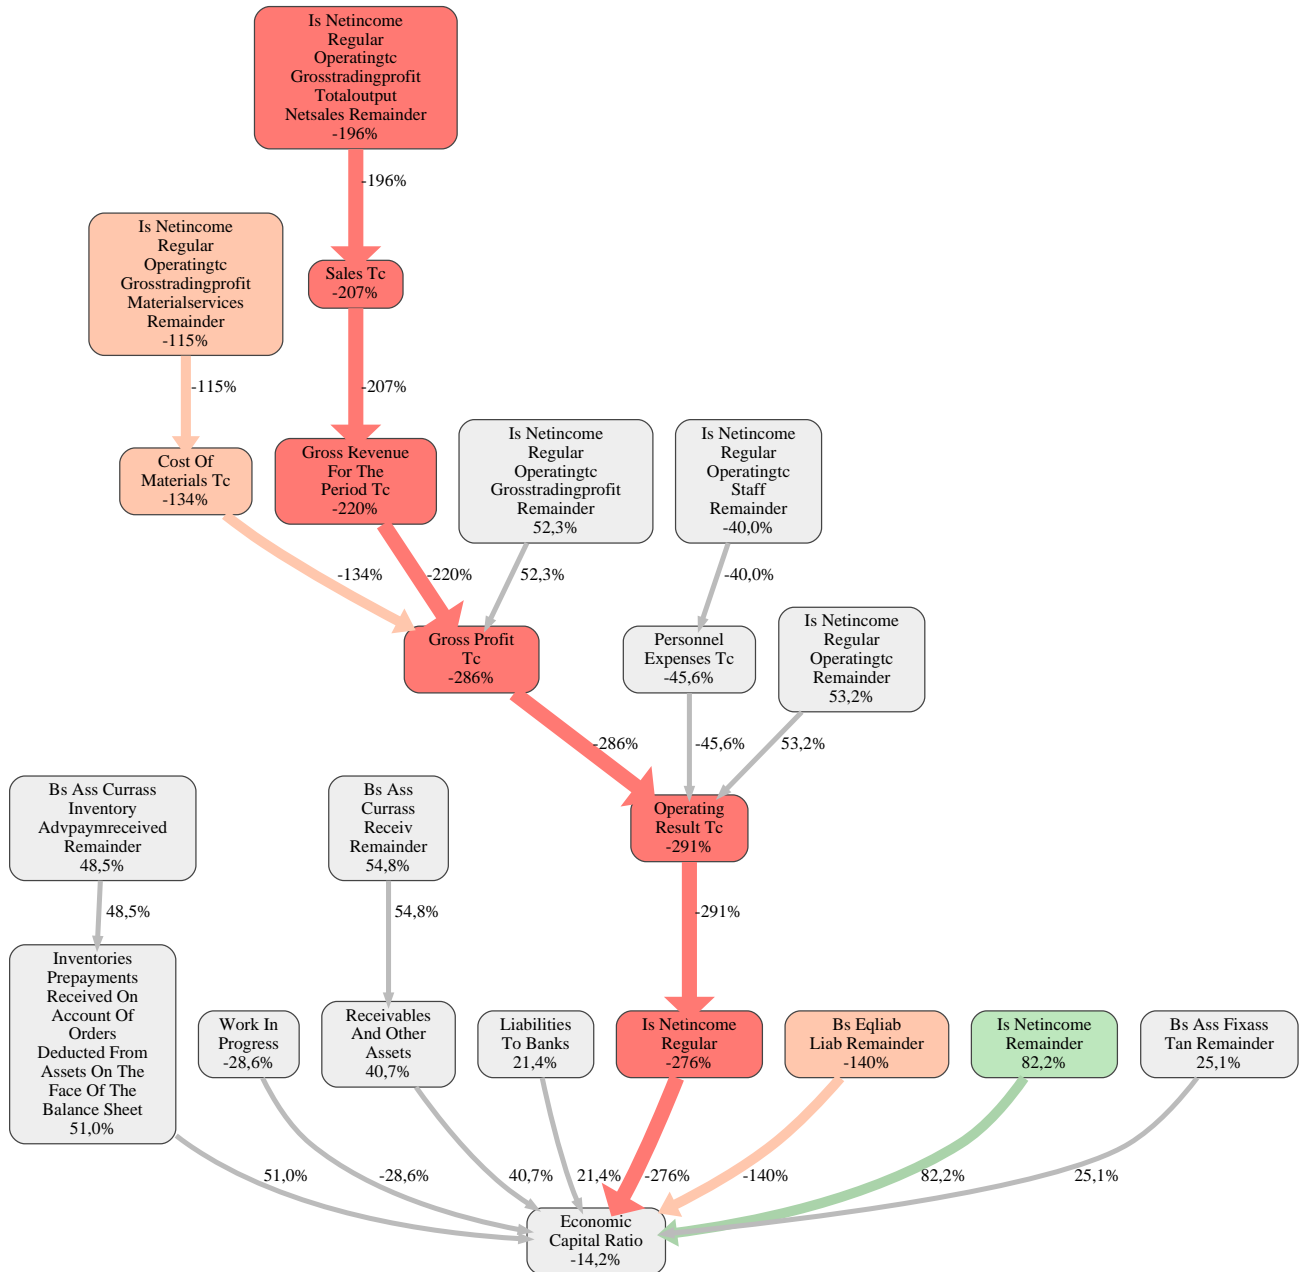 Is Netincome
Regular
Operatingtc
Grosstradingprofit
Totaloutput
Netsales Remainder
-196%
-196%
Is Netincome
Regular
Operatingtc
Grosstradingprofit
Materialservices
Remainder
-115%
Sales Tc
-207%
-115%
-207%
Cost Of
Materials Tc
-134%
Gross Revenue
For The
Period Tc
-220%
Is Netincome
Regular
Operatingtc
Grosstradingprofit
Remainder
52,3%
Is Netincome
Regular
Operatingtc
Staff
Remainder
-40,0%
-134%
-220%
52,3%
-40,0%
Gross Profit
Tc
-286%
Personnel
Expenses Tc
-45,6%
Is Netincome
Regular
Operatingtc
Remainder
53,2%
-286%
-45,6%
53,2%
Bs Ass Currass
Inventory
Advpaymreceived
Remainder
48,5%
Bs Ass
Currass
Receiv
Remainder
54,8%
Operating
Result Tc
-291%
48,5%
54,8%
-291%
Inventories
Prepayments
Received On
Account Of
Orders
Deducted From
Assets On The
Face Of The
Balance Sheet
51,0%
Work In
Progress
-28,6%
Receivables
And Other
Assets
40,7%
Liabilities
To Banks
21,4%
Is Netincome
Regular
-276%
Bs Eqliab
Liab Remainder
-140%
Is Netincome
Remainder
82,2%
Bs Ass Fixass
Tan Remainder
25,1%
51,0%
-28,6%
40,7%
21,4%
-276%
-140%
82,2%
25,1%
Economic
Capital Ratio
-14,2%